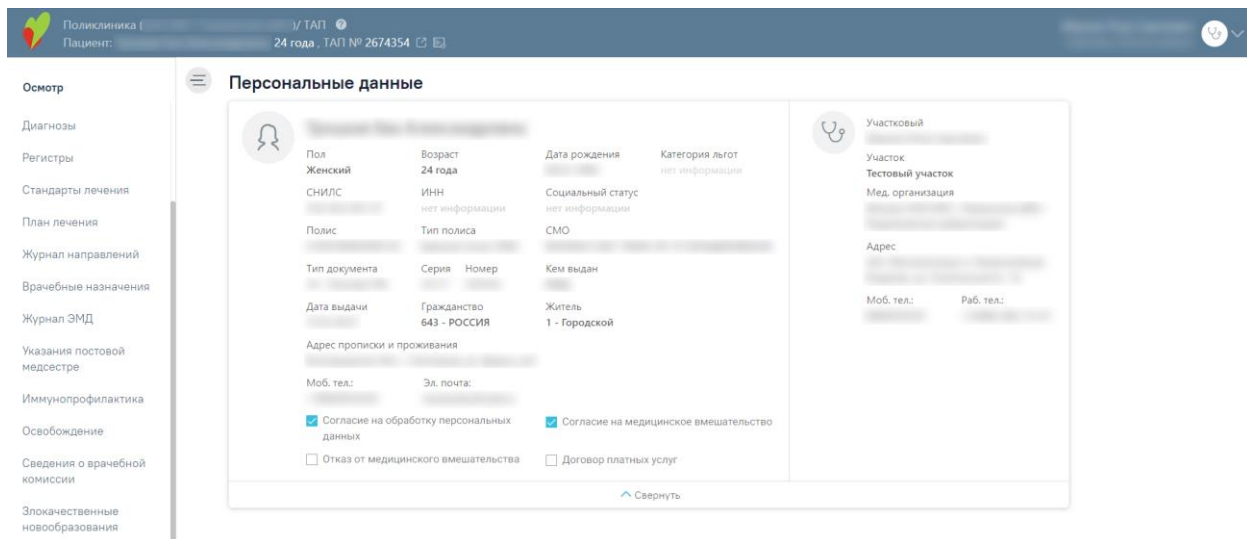 Поликлиника (
)/ ТАП ?
Пациент: 24 года , ТАП № 2674354
Осмотр
Диагнозы
Регистры
Стандарты лечения
План лечения
Журнал направлений
Врачебные назначения
Журнал ЭМД
Указания постовой
медсестре
Иммунопрофилактика
Освобождение
Сведения о врачебной
комиссии
Злокачественные
новообразования
Персональные данные
Пол Возраст Дата рождения Категория льгот
Женский 24 года нет информации
СНИЛС ИНН Социальный статус
нет информации нет информации
Полис Тип полиса СМО
Тип документа Серия Номер Кем выдан
Дата выдачи Гражданство Житель
643 - РОССИЯ 1 - Городской
Адрес прописки и проживания
Моб. тел.: Эл. почта:
Согласие на обработку персональных
данных
Согласие на медицинское вмешательство
Отказ от медицинского вмешательства
Договор платных услуг
Свернуть
Участковый
Участок
Тестовый участок
Мед. организация
Адрес
Моб. тел.: Раб. тел.: